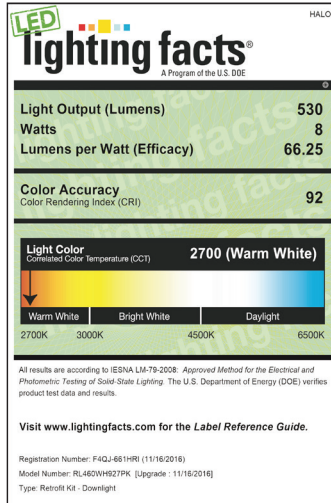 HALO
LED
lighting facts®
A Program of the U.S. DOE
Light Output (Lumens) 530
Watts 8
Lumens per Watt (Efficacy) 66.25
Color Accuracy 92
Color Rendering Index (CRI)
Light Color 2700 (Warm White)
Correlated Color Temperature (CCT)
Warm White Bright White Daylight
2700K 3000K 4500K 6500K
All results are according to IESNA LM-79-2008: Approved Method for the Electrical and
Photometric Testing of Solid-State Lighting. The U.S. Department of Energy (DOE) verifies
product test data and results.
Visit www.lightingfacts.com for the Label Reference Guide.
Registration Number: F4QJ-661HRI (11/16/2016)
Model Number: RL460WH927PK [Upgrade : 11/16/2016]
Type: Retrofit Kit - Downlight